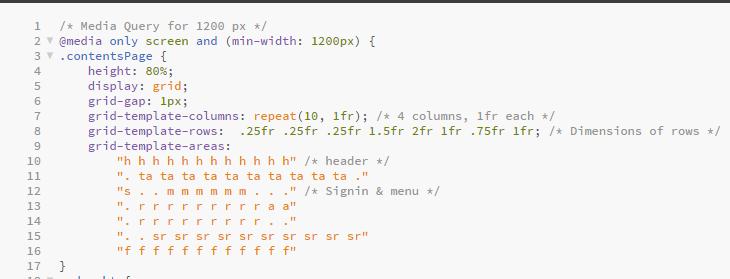 1 /* Media Query for 1200 px */
2 @media only screen and (min-width: 1200px) {
3 .contentsPage {
4 height: 80%;
5 display: grid;
6 grid-gap: 1px;
7 grid-template-columns: repeat(10, 1fr); /* 4 columns, 1fr each */
8 grid-template-rows: .25fr .25fr .25fr 1.5fr 2fr 1fr .75fr 1fr; /* Dimensions of rows */
9 grid-template-areas:
10 "h h h h h h h h h h h h" /* header */
11 ". ta ta ta ta ta ta ta ta ta ta ."
12 "s . . m m m m m m . . ." /* Signin & menu */
13 ". r r r r r r r r r a a"
14 ". r r r r r r r r r . ."
15 ". . sr sr sr sr sr sr sr sr sr sr"
16 "f f f f f f f f f f f f"
17 }